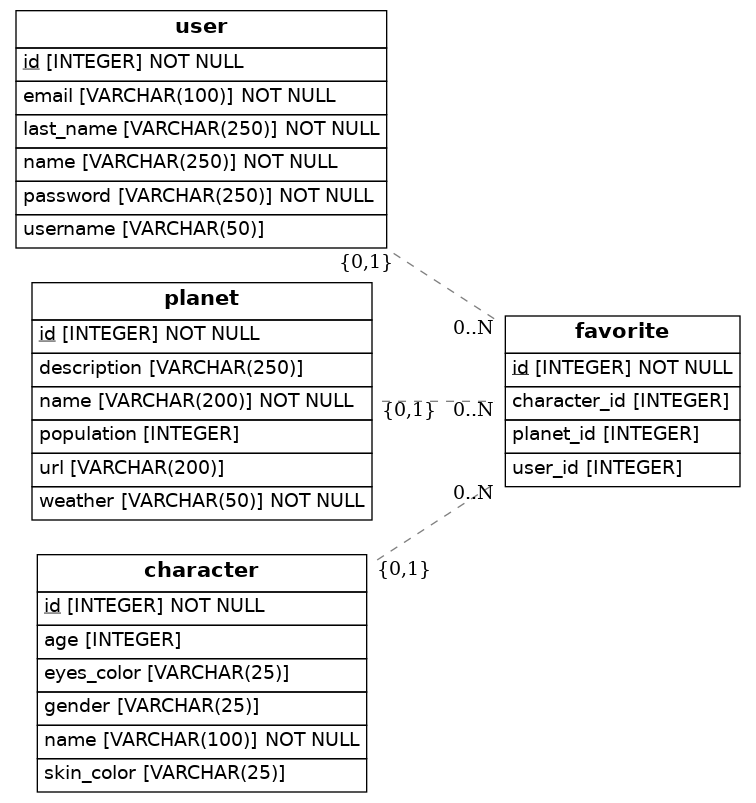 user
id [INTEGER] NOT NULL
email [VARCHAR(100)] NOT NULL
last_name [VARCHAR(250)] NOT NULL
name [VARCHAR(250)] NOT NULL
password [VARCHAR(250)] NOT NULL
username [VARCHAR(50)]
{0,1}
0..N
planet
id [INTEGER] NOT NULL
description [VARCHAR(250)]
name [VARCHAR(200)] NOT NULL
population [INTEGER]
url [VARCHAR(200)]
weather [VARCHAR(50)] NOT NULL
{0,1}
0..N
favorite
id [INTEGER] NOT NULL
character_id [INTEGER]
planet_id [INTEGER]
user_id [INTEGER]
0..N
{0,1}
character
id [INTEGER] NOT NULL
age [INTEGER]
eyes_color [VARCHAR(25)]
gender [VARCHAR(25)]
name [VARCHAR(100)] NOT NULL
skin_color [VARCHAR(25)]